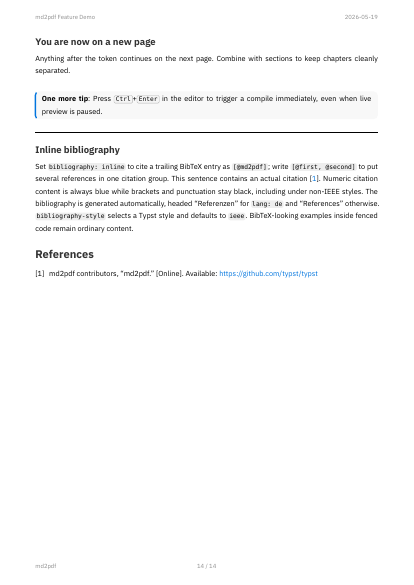 md2pdf Feature Demo 2026-05-19
You are now on a new page
Anything after the token continues on the next page. Combine with sections to keep chapters cleanly
separated.
One more tip: Press Ctrl+Enter in the editor to trigger a compile immediately, even when live
preview is paused.
Inline bibliography
Set bibliography: inline to cite a trailing BibTeX entry as [@md2pdf]; write [@first, @second] to put
several references in one citation group. This sentence contains an actual citation [1]. Numeric citation
content is always blue while brackets and punctuation stay black, including under non-IEEE styles. The
bibliography is generated automatically, headed “Referenzen” for lang: de and “References” otherwise.
bibliography-style selects a Typst style and defaults to ieee. BibTeX-looking examples inside fenced
code remain ordinary content.
References
[1] md2pdf contributors, “md2pdf.” [Online]. Available: https://github.com/typst/typst
md2pdf 14 / 14